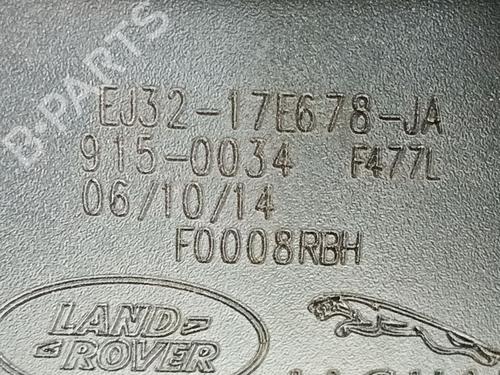 B-PARTS
EJ32-17E678-JA
915-0034 F477L
06/10/14
F0008RBH
LAND
ROVER